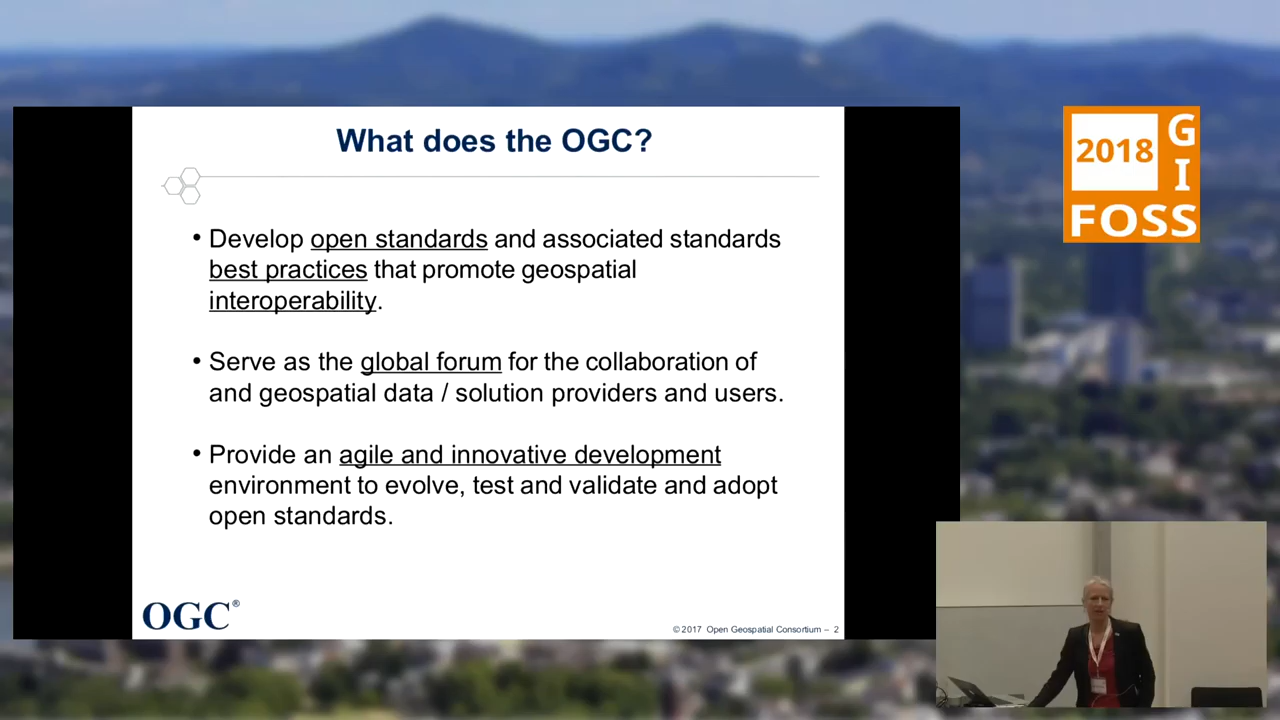 What does the OGC?
• Develop open standards and associated standards
best practices that promote geospatial
interoperability.
• Serve as the global forum for the collaboration of
and geospatial data / solution providers and users.
• Provide an agile and innovative development
environment to evolve, test and validate and adopt
open standards.
OGC®
© 2017 Open Geospatial Consortium – 2
2018
GI
FOSS